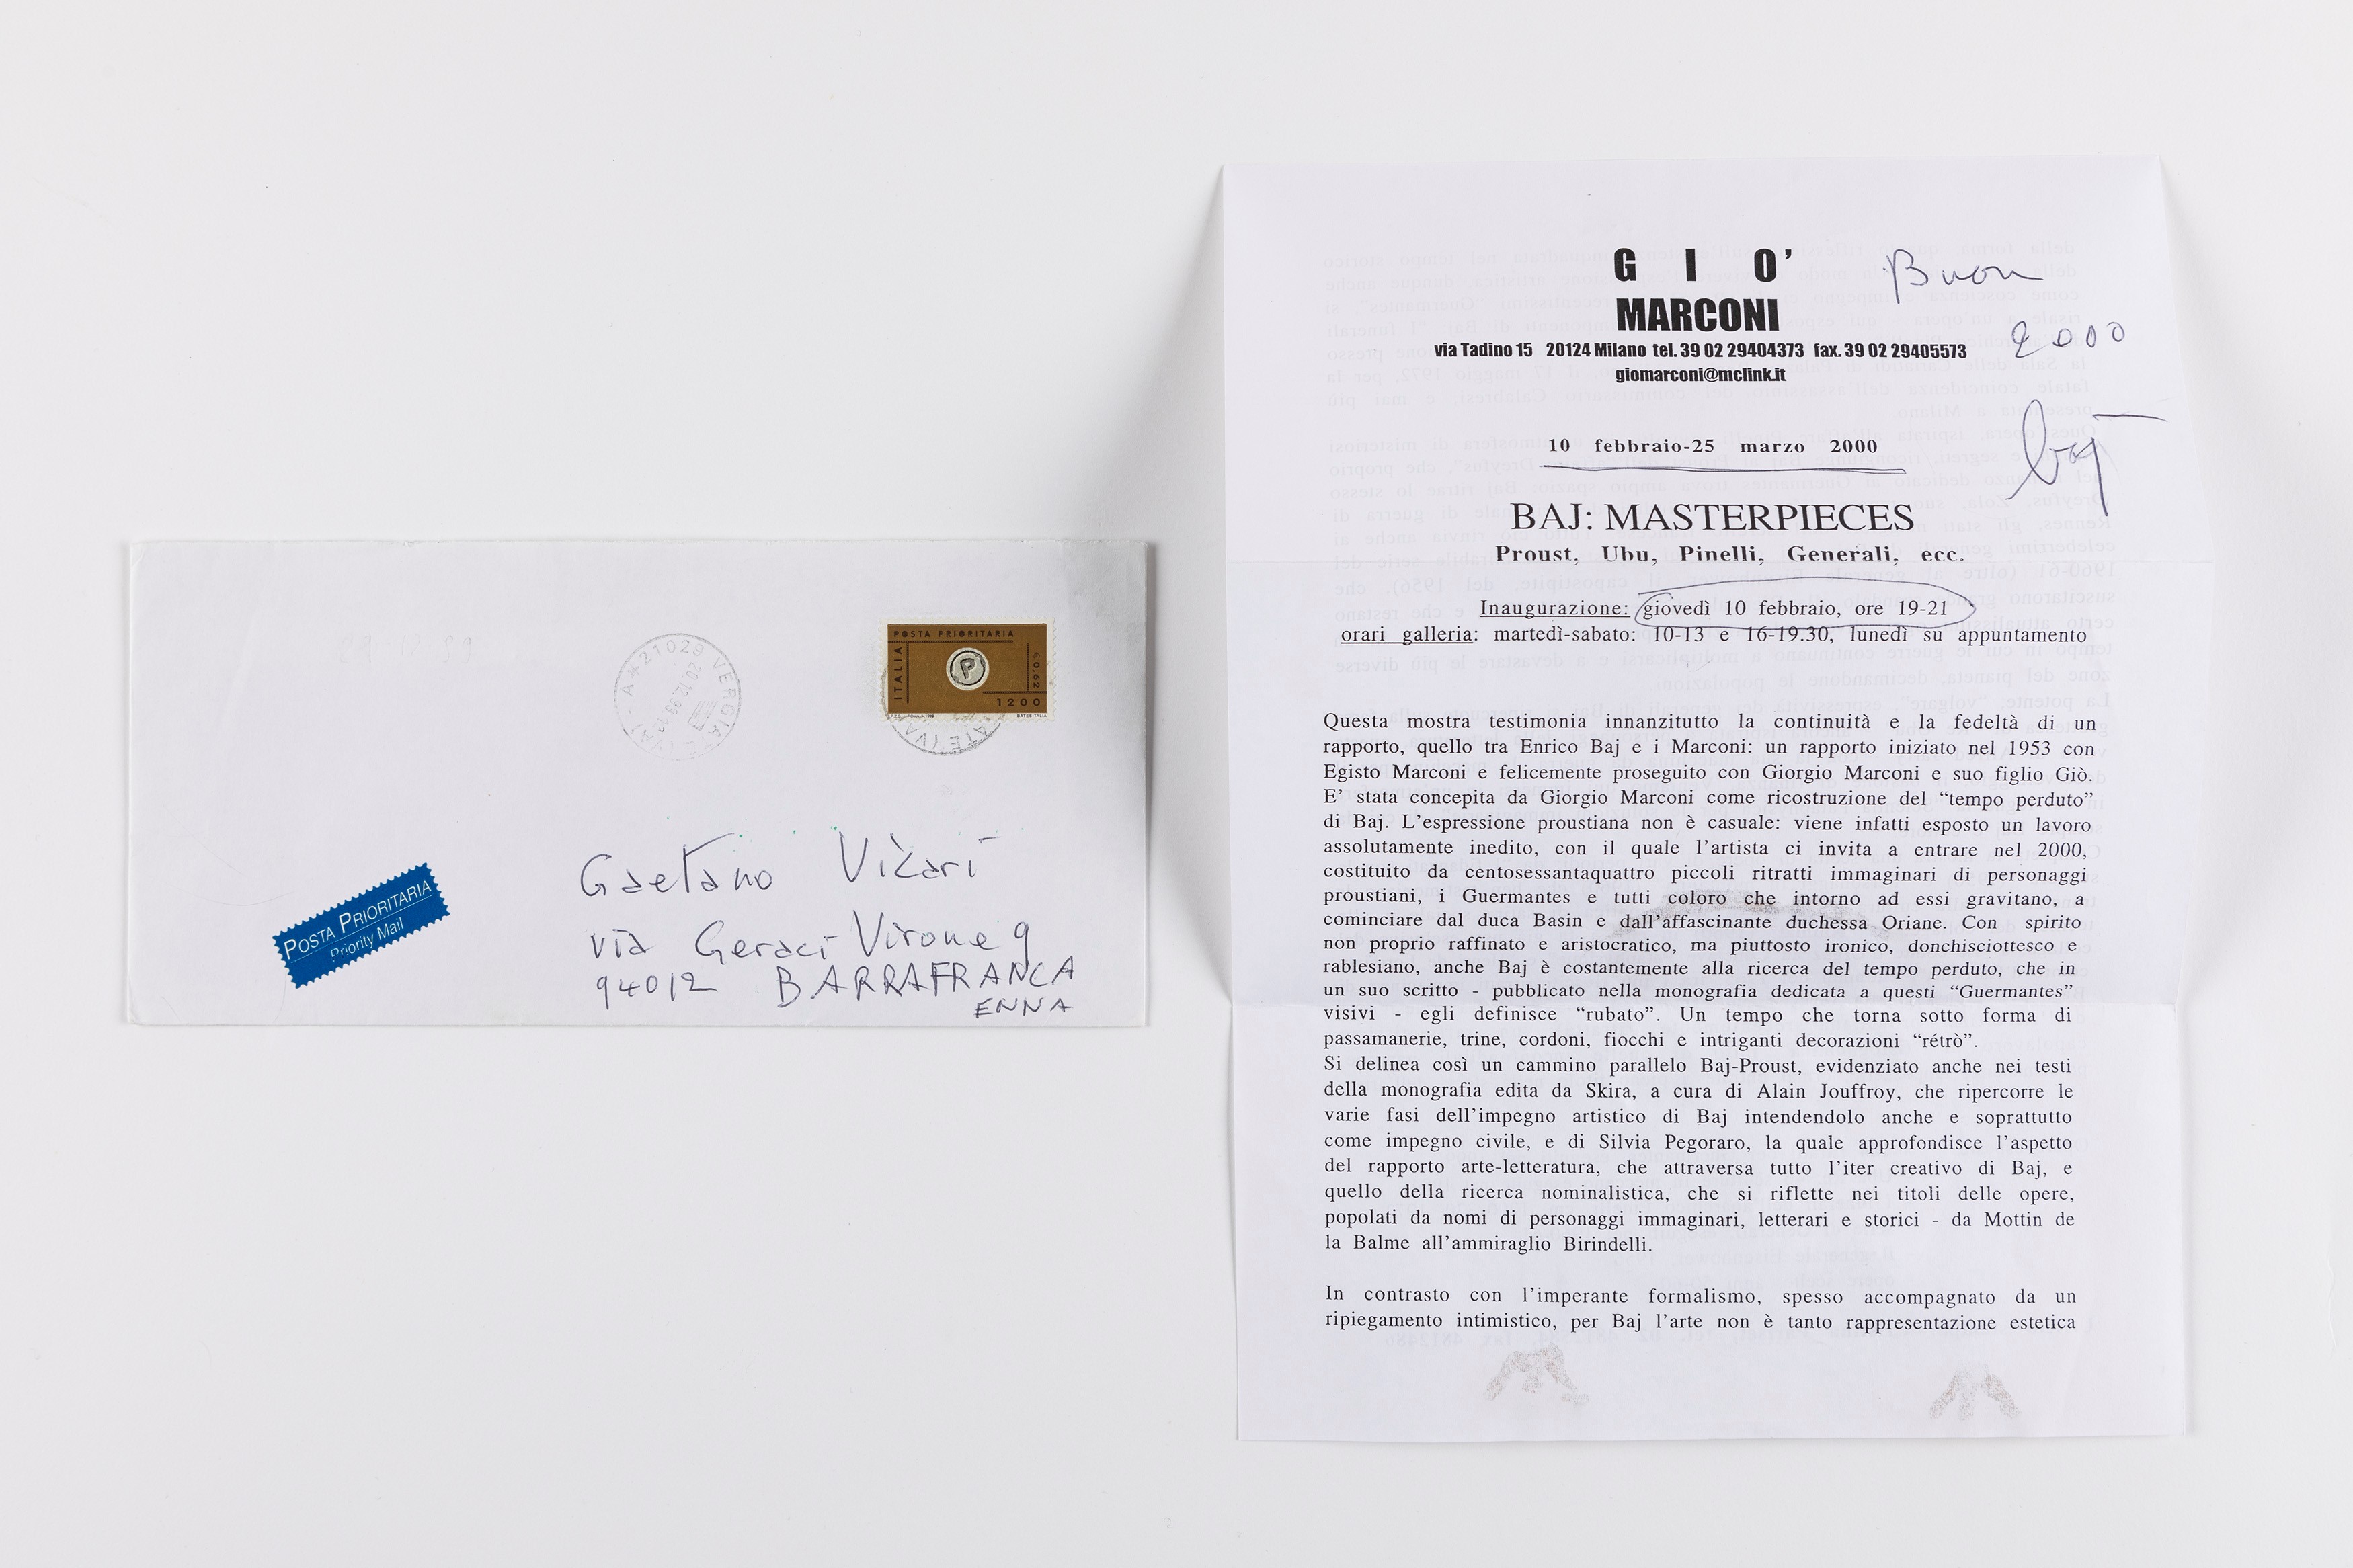 POSTA PRIORITARIA
ITALIA
P
€0,62
1200
21029 VERGIATE (VA)
20.12.99
POSTA PRIORITARIA
Priority Mail
Gaetano Vicari
via Geraci Virone 9
94012 BARRAFRANCA
ENNA
GIO'
MARCONI
via Tadino 15 20124 Milano tel. 39 02 29404373 fax. 39 02 29405573
giomarconi@mclink.it
Buon
2000
baj
10 febbraio-25 marzo 2000
BAJ: MASTERPIECES
Proust, Ubu, Pinelli, Generali, ecc.
Inaugurazione: giovedì 10 febbraio, ore 19-21
orari galleria: martedì-sabato: 10-13 e 16-19.30, lunedì su appuntamento
Questa mostra testimonia innanzitutto la continuità e la fedeltà di un
rapporto, quello tra Enrico Baj e i Marconi: un rapporto iniziato nel 1953 con
Egisto Marconi e felicemente proseguito con Giorgio Marconi e suo figlio Giò.
E' stata concepita da Giorgio Marconi come ricostruzione del “tempo perduto”
di Baj. L'espressione proustiana non è casuale: viene infatti esposto un lavoro
assolutamente inedito, con il quale l'artista ci invita a entrare nel 2000,
costituito da centosessantaquattro piccoli ritratti immaginari di personaggi
proustiani, i Guermantes e tutti coloro che intorno ad essi gravitano, a
cominciare dal duca Basin e dall'affascinante duchessa Oriane. Con spirito
non proprio raffinato e aristocratico, ma piuttosto ironico, donchisciottesco e
rablesiano, anche Baj è costantemente alla ricerca del tempo perduto, che in
un suo scritto - pubblicato nella monografia dedicata a questi “Guermantes”
visivi - egli definisce “rubato”. Un tempo che torna sotto forma di
passamanerie, trine, cordoni, fiocchi e intriganti decorazioni “rétrò”.
Si delinea così un cammino parallelo Baj-Proust, evidenziato anche nei testi
della monografia edita da Skira, a cura di Alain Jouffroy, che ripercorre le
varie fasi dell'impegno artistico di Baj intendendolo anche e soprattutto
come impegno civile, e di Silvia Pegoraro, la quale approfondisce l'aspetto
del rapporto arte-letteratura, che attraversa tutto l'iter creativo di Baj, e
quello della ricerca nominalistica, che si riflette nei titoli delle opere,
popolati da nomi di personaggi immaginari, letterari e storici - da Mottin de
la Balme all'ammiraglio Birindelli.
In contrasto con l'imperante formalismo, spesso accompagnato da un
ripiegamento intimistico, per Baj l'arte non è tanto rappresentazione estetica